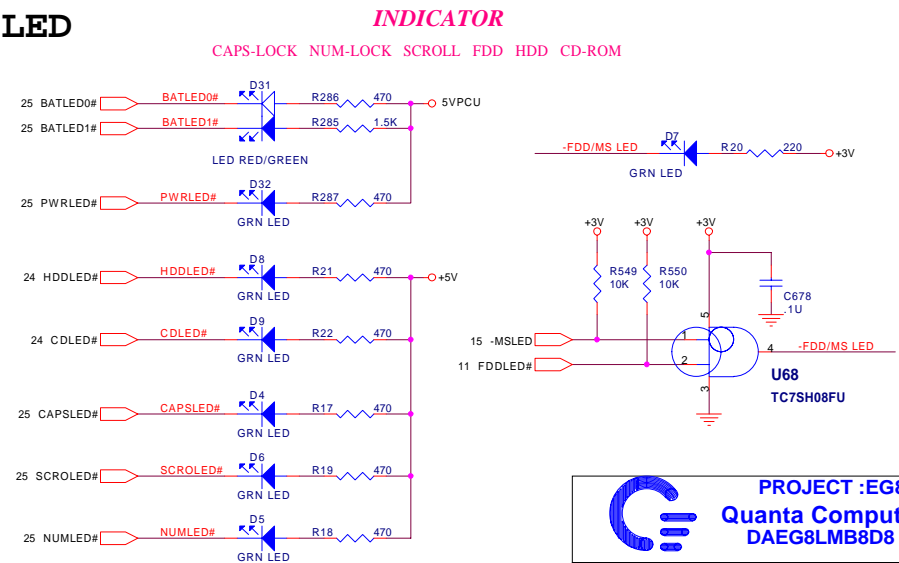 LED
INDICATOR
CAPS-LOCK NUM-LOCK SCROLL FDD HDD CD-ROM
D31
25 BATLED0# BATLED0# R286 470 5VPCU
25 BATLED1# BATLED1# R285 1.5K
LED RED/GREEN
D32
25 PWRLED# PWRLED# R287 470
GRN LED
D8
24 HDDLED# HDDLED# R21 470 +5V
GRN LED
D9
24 CDLED# CDLED# R22 470
GRN LED
D4
25 CAPSLED# CAPSLED# R17 470
GRN LED
D6
25 SCROLED# SCROLED# R19 470
GRN LED
D5
25 NUMLED# NUMLED# R18 470
GRN LED
D7
-FDD/MS LED R20 220 +3V
GRN LED
+3V +3V +3V
R549 R550
10K 10K
C678
.1U
5
15 -MSLED 1
4 -FDD/MS LED
11 FDDLED# 2
3
U68
TC7SH08FU
PROJECT :EG8
Quanta Comput
DAEG8LMB8D8